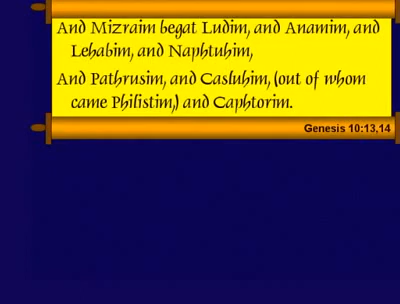 And Mizraim begat Ludim, and Anamim, and
Lehabim, and Naphtuhim,
And Pathrusim, and Casluhim, (out of whom
came Philistim,) and Caphtorim.
Genesis 10:13,14